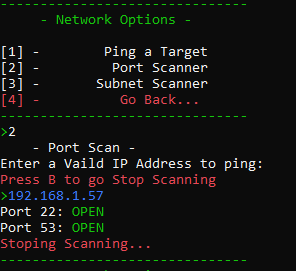 ------------------------
- Network Options -
[1] - Ping a Target
[2] - Port Scanner
[3] - Subnet Scanner
[4] - Go Back...
------------------------
>2
- Port Scan -
Enter a Vaild IP Address to ping:
Press B to go Stop Scanning
>192.168.1.57
Port 22: OPEN
Port 53: OPEN
Stoping Scanning...
------------------------